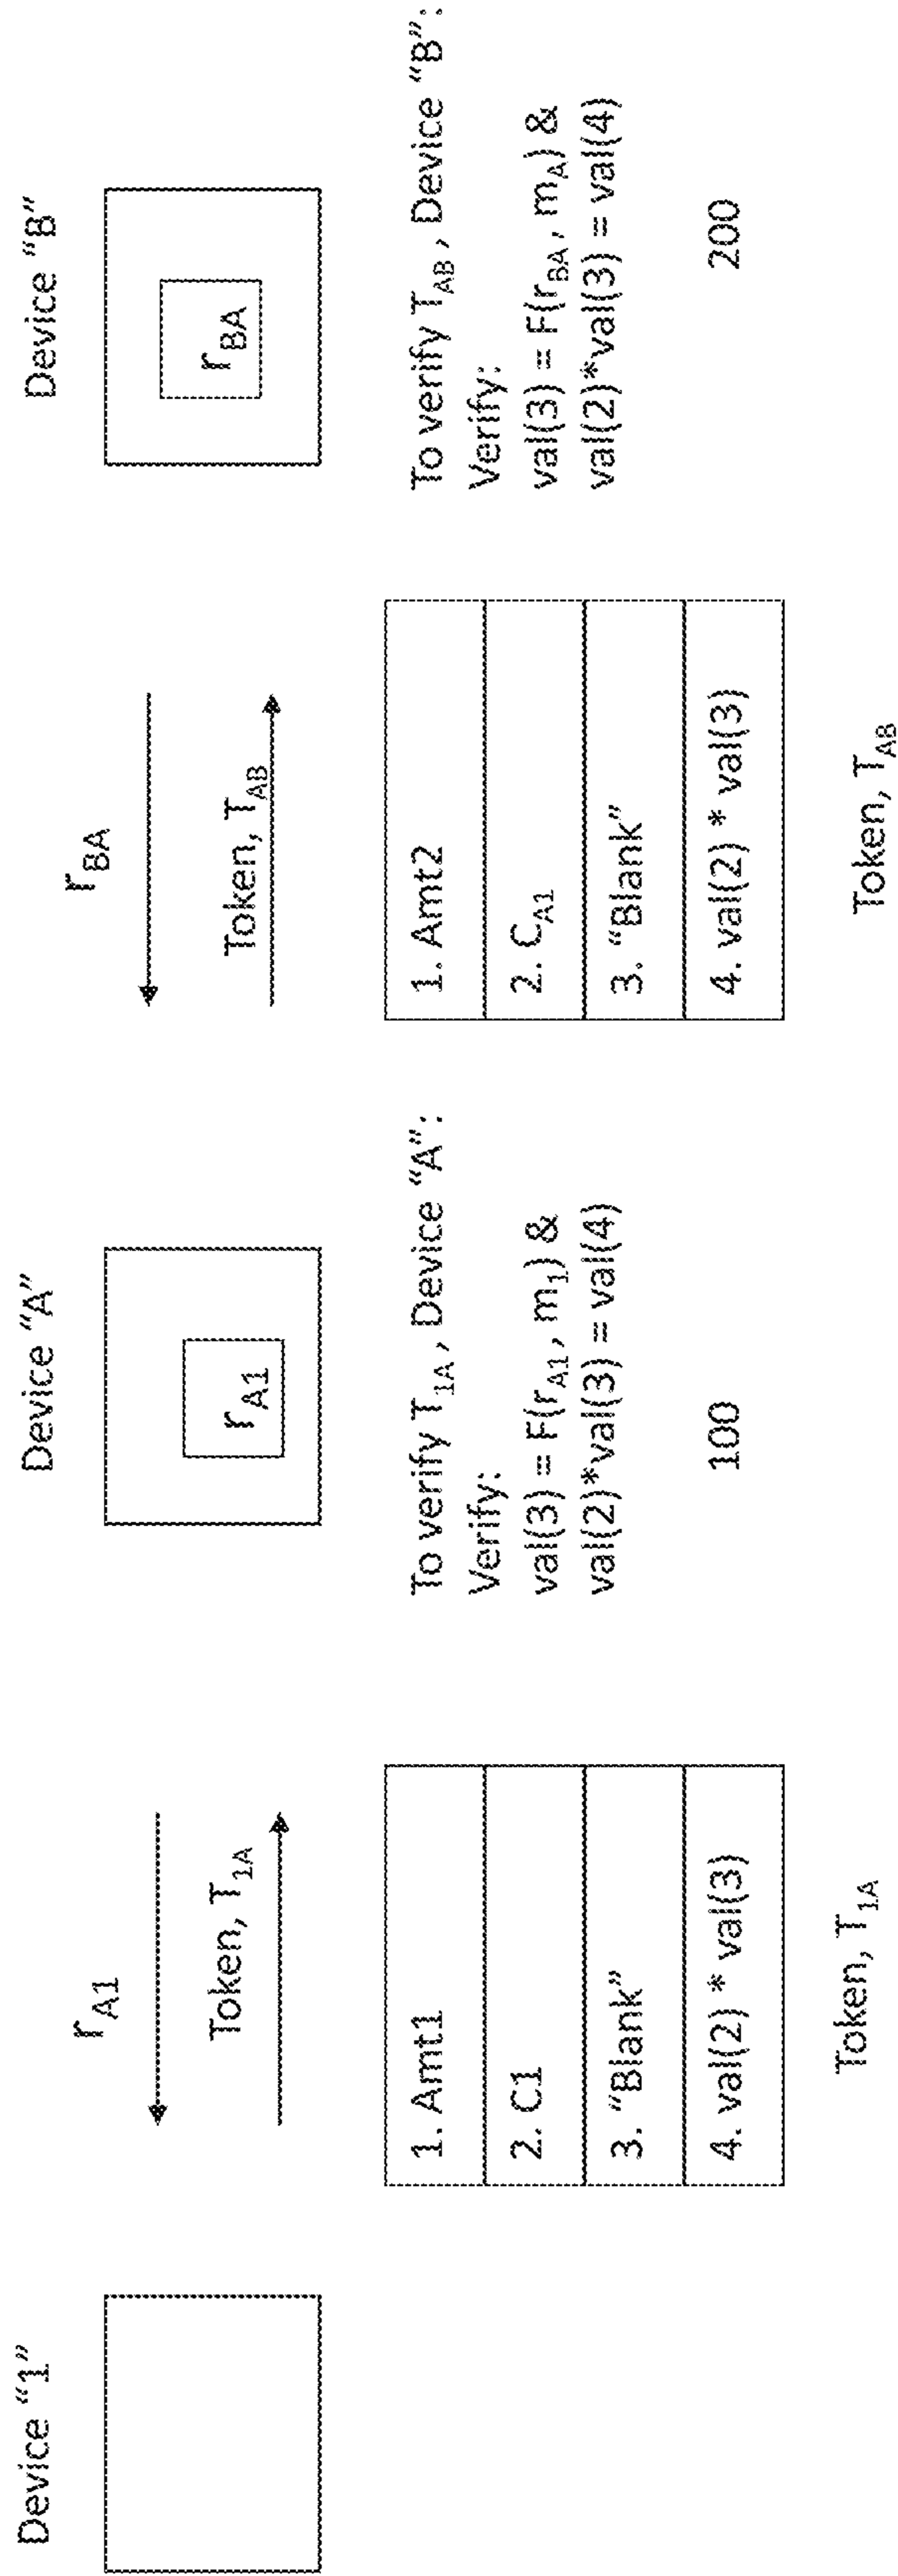 Device “1”
r_A1
Token, T_1A
1. Amt1
2. C1
3. “Blank”
4. val(2) * val(3)
Token, T_1A
Device “A”
r_A1
To verify T_1A, Device “A”:
Verify:
val(3) = F(r_A1, m_1) &
val(2)*val(3) = val(4)
100
r_BA
Token, T_AB
1. Amt2
2. C_A1
3. “Blank”
4. val(2) * val(3)
Token, T_AB
Device “B”
r_BA
To verify T_AB, Device “B”:
Verify:
val(3) = F(r_BA, m_A) &
val(2)*val(3) = val(4)
200